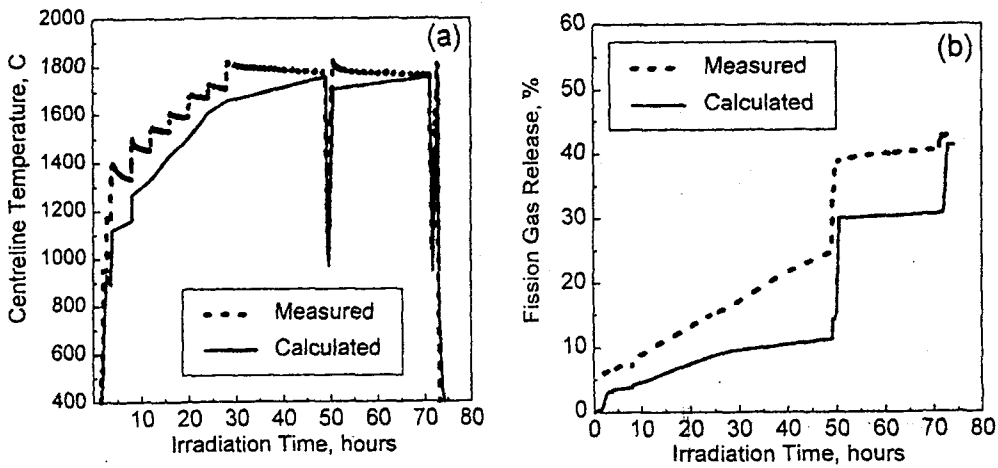 (a)
Centreline Temperature, C
2000
1800
1600
1400
1200
1000
800
600
400
Measured
Calculated
0 10 20 30 40 50 60 70 80
Irradiation Time, hours
(b)
Fission Gas Release, %
60
50
40
30
20
10
0
Measured
Calculated
0 10 20 30 40 50 60 70 80
Irradiation Time, hours